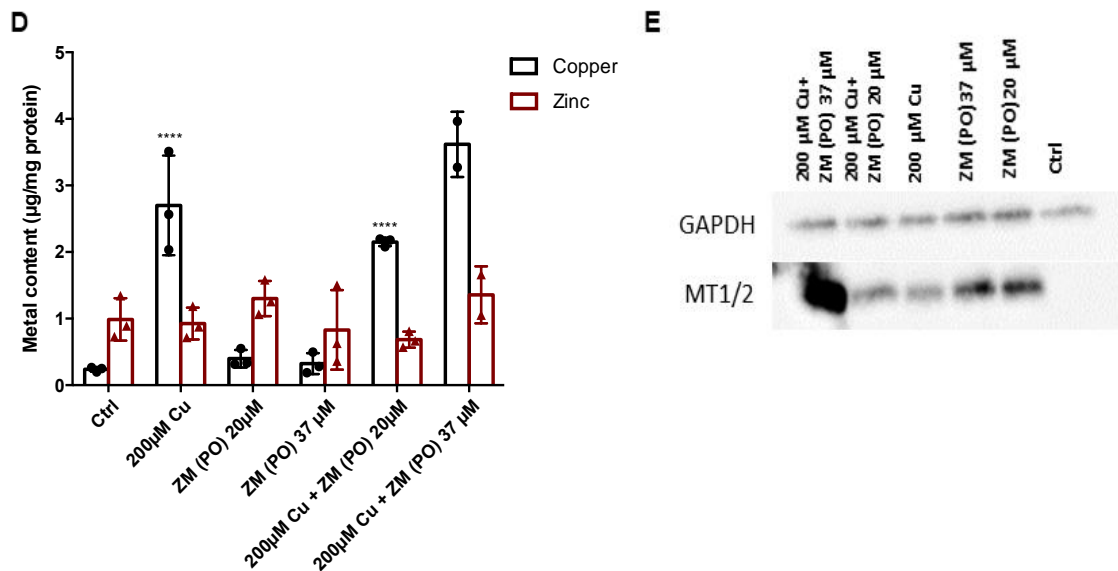 D
Metal content (µg/mg protein)
5
4
3
2
1
0
****
****
Copper
Zinc
Ctrl
200µM Cu
ZM (PO) 20µM
ZM (PO) 37 µM
200µM Cu + ZM (PO) 20µM
200µM Cu + ZM (PO) 37 µM
E
200 µM Cu+
ZM (PO) 37 µM
200 µM Cu+
ZM (PO) 20 µM
200 µM Cu
ZM (PO)37 µM
ZM (PO)20 µM
Ctrl
GAPDH
MT1/2